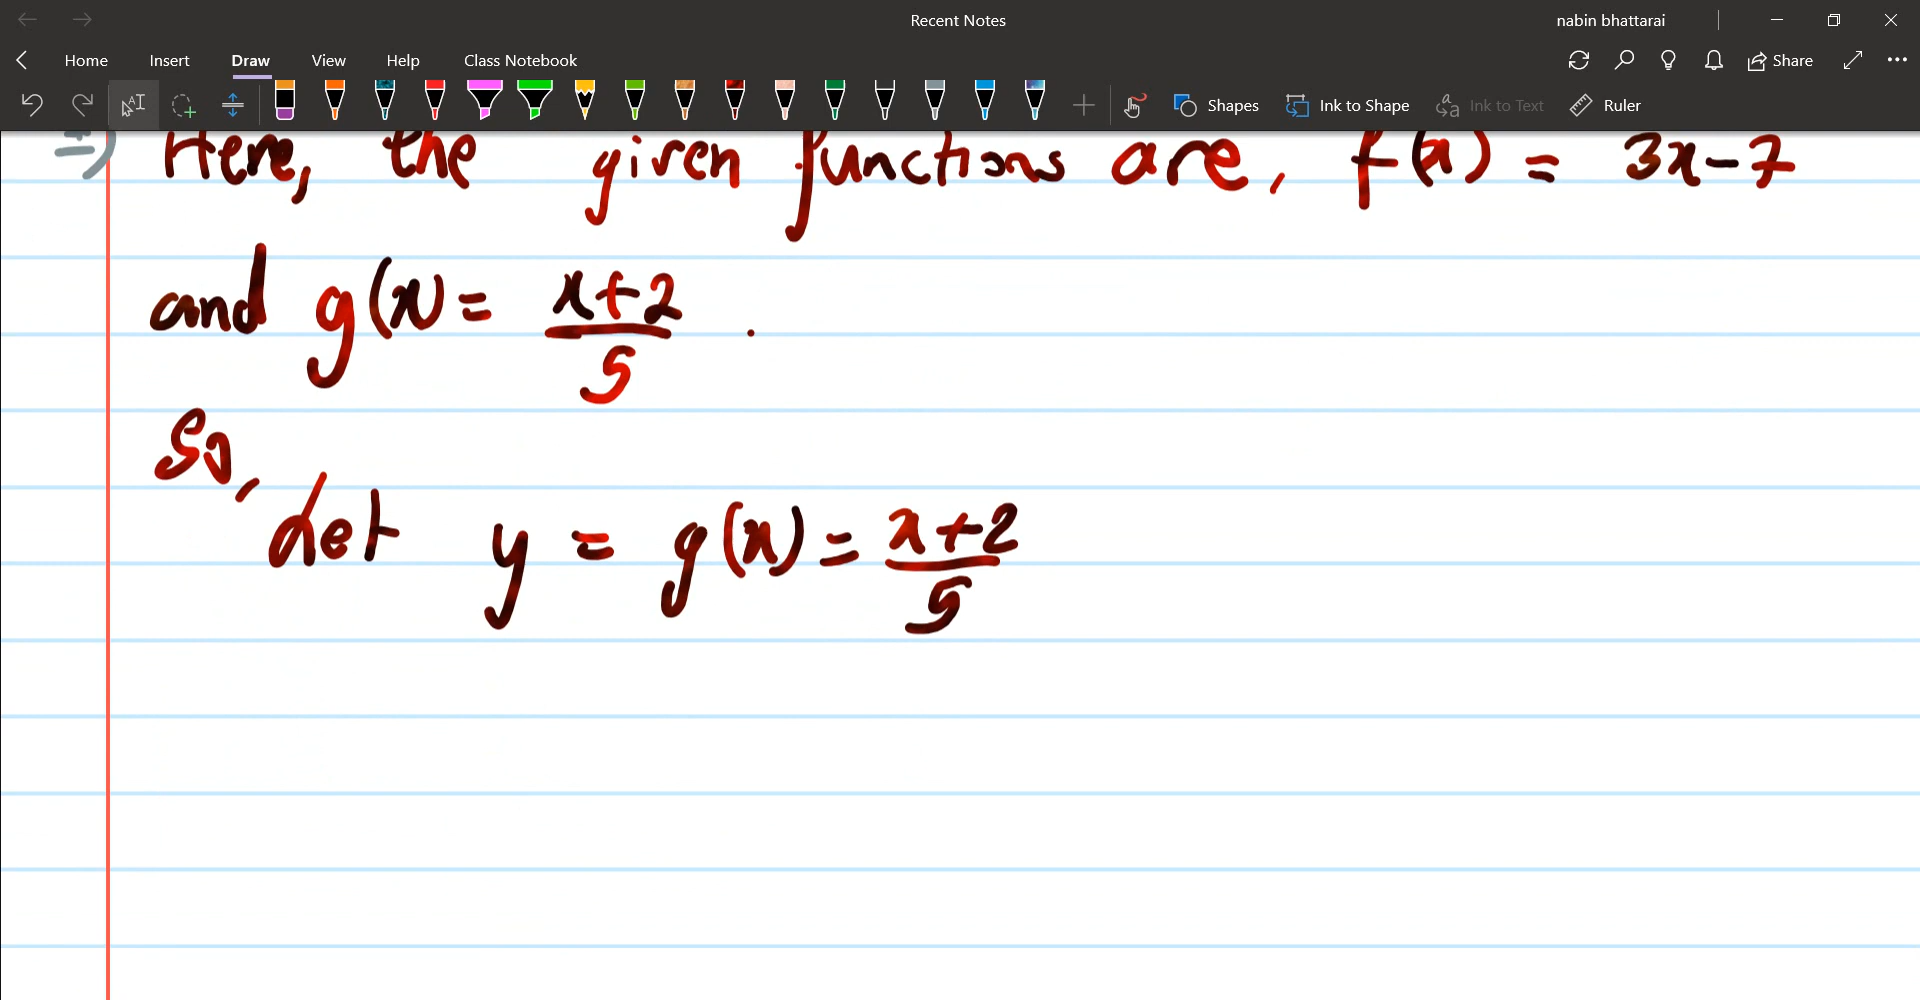 Recent Notes
nabin bhattarai
Home Insert Draw View Help Class Notebook
Share
Shapes Ink to Shape Ink to Text Ruler
⇒) Here, the given functions are, f(x) = 3x-7
and g(x) = x+2/5 .
So,
Let y = g(x) = x+2/5